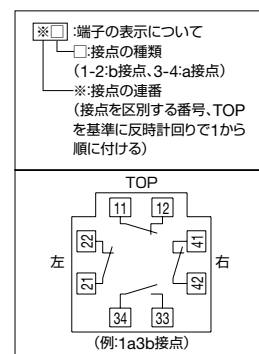 ※□:端子の表示について
□:接点の種類
(1-2:b接点、3-4:a接点)
※:接点の連番
(接点を区別する番号、TOP
を基準に反時計回りで1から
順に付ける)
TOP
11 12
22 41
左 右
21 42
34 33
(例:1a3b接点)